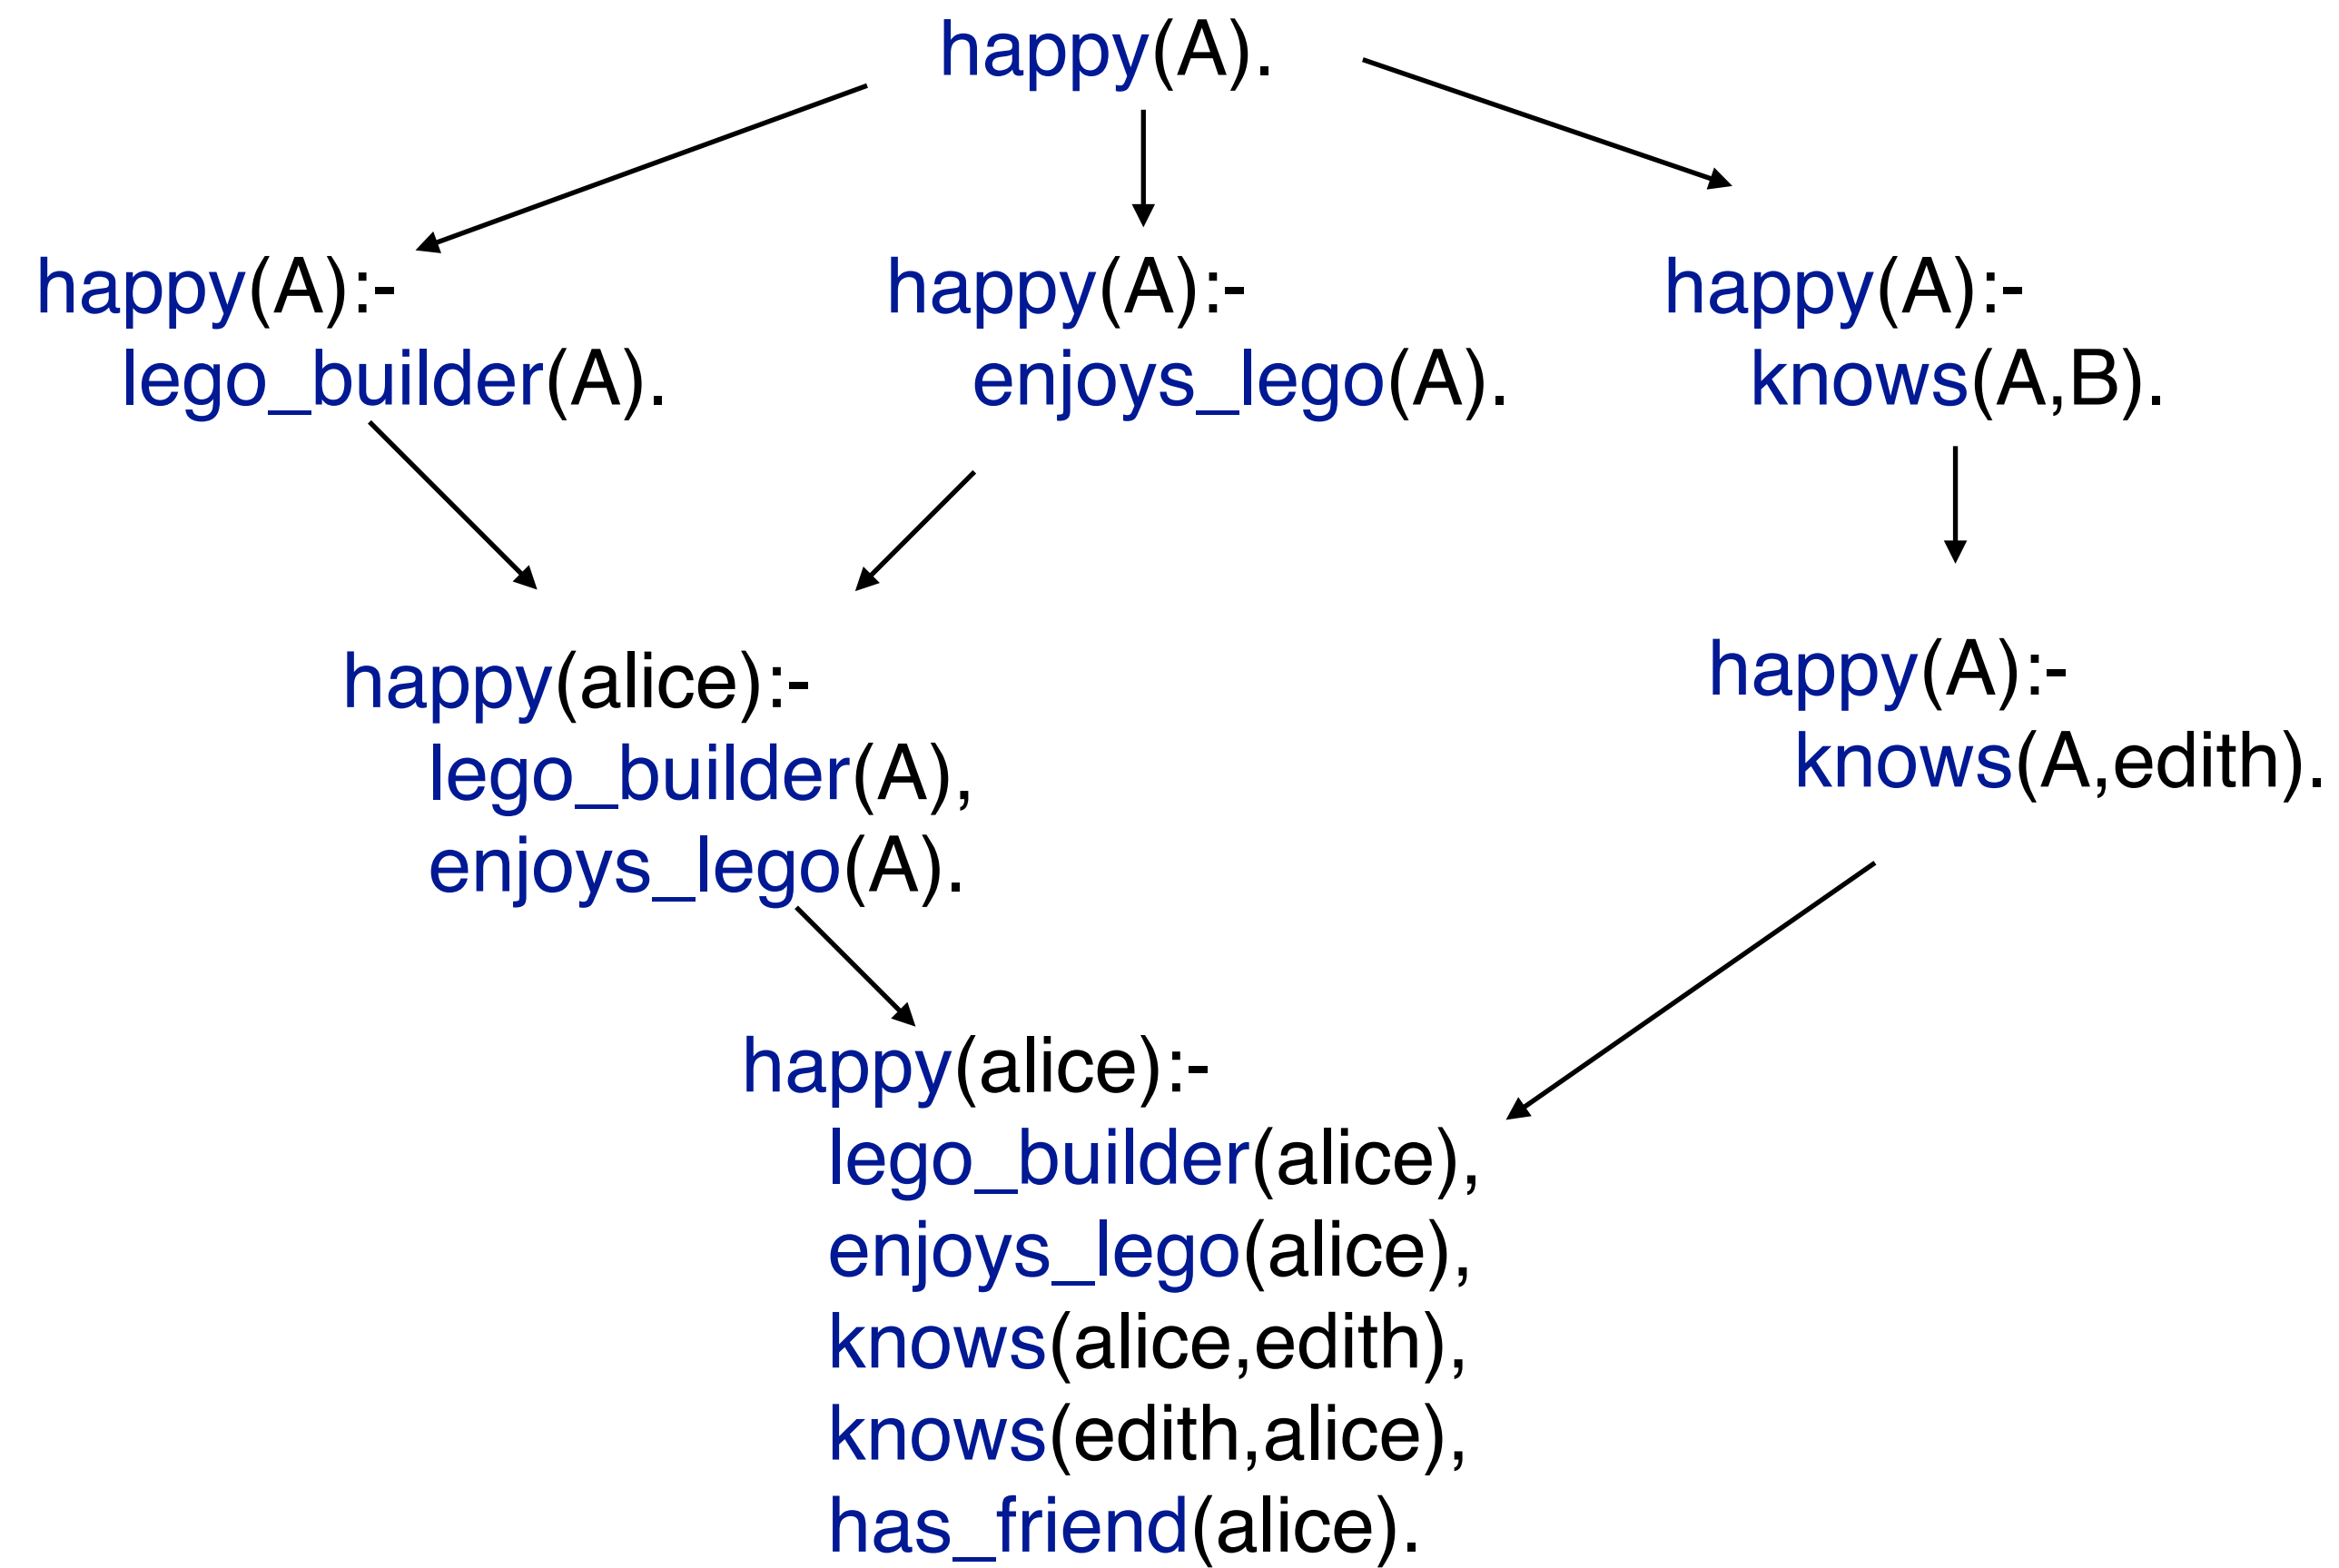 happy(A).
happy(A):-
lego_builder(A).
happy(A):-
enjoys_lego(A).
happy(A):-
knows(A,B).
happy(alice):-
lego_builder(A),
enjoys_lego(A).
happy(A):-
knows(A,edith).
happy(alice):-
lego_builder(alice),
enjoys_lego(alice),
knows(alice,edith),
knows(edith,alice),
has_friend(alice).